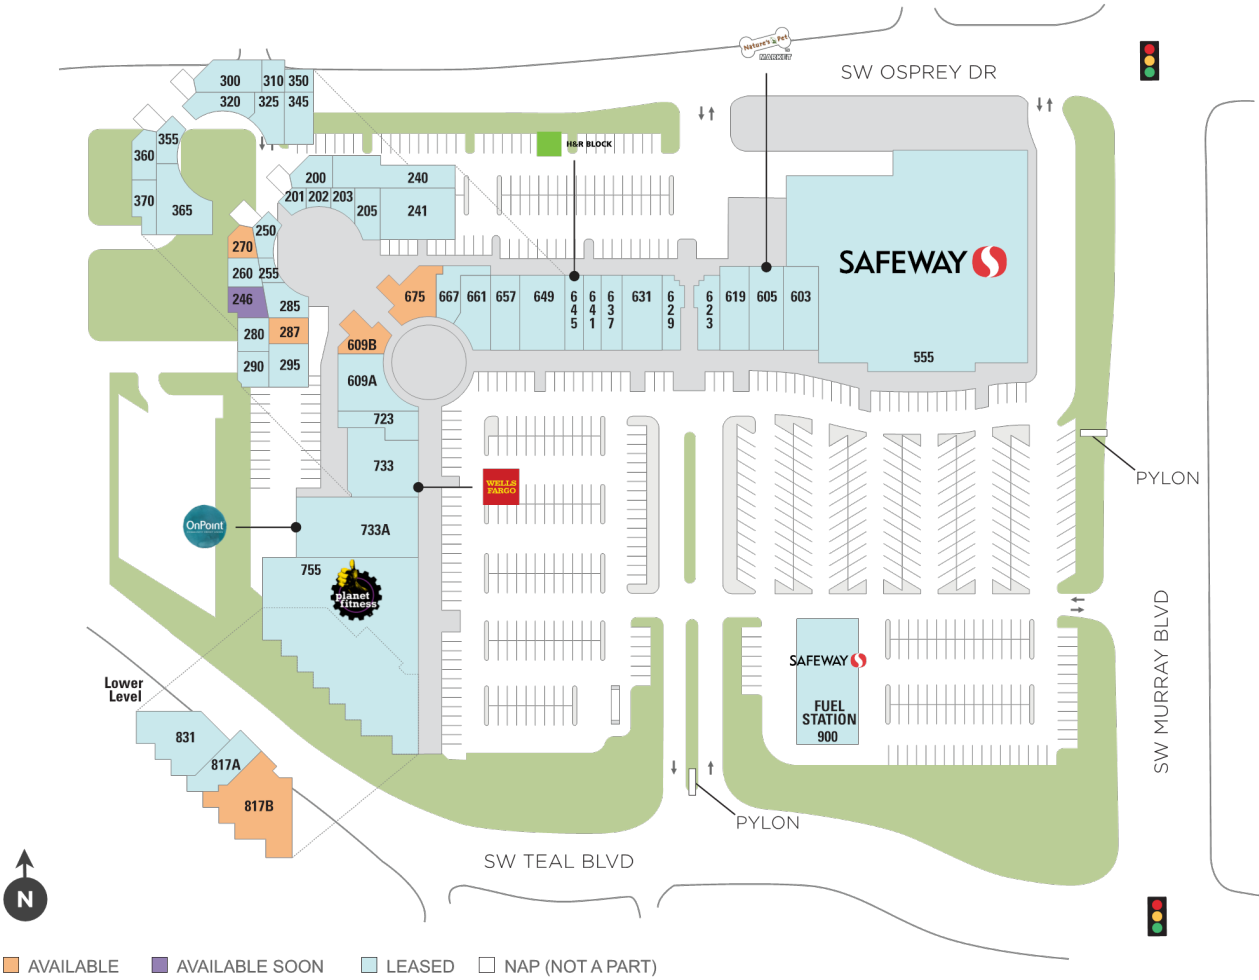 Nature's Pet
MARKET
SW OSPREY DR
300
310
350
320
325
345
355
360
370
365
H&R BLOCK
200
240
201
202
203
205
241
250
270
260
255
246
285
280
287
290
295
675
667
661
657
649
645
641
637
631
629
623
619
605
603
SAFEWAY
555
609B
609A
723
733
WELLS
FARGO
OnPoint
733A
755
planet
fitness
PYLON
SW MURRAY BLVD
SAFEWAY
FUEL
STATION
900
Lower
Level
831
817A
817B
PYLON
SW TEAL BLVD
N
AVAILABLE
AVAILABLE SOON
LEASED
NAP (NOT A PART)